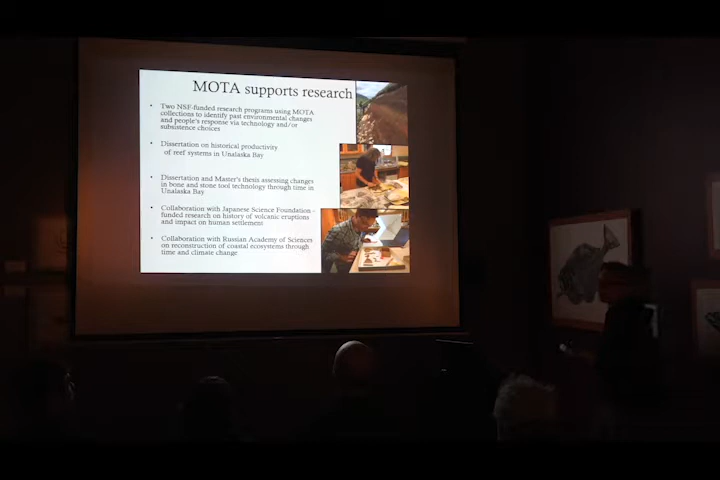 MOTA supports research
• Two NSF-funded research programs using MOTA
collections to identify past environmental changes
and people's response via technology and/or
subsistence choices
• Dissertation on historical productivity
of reef systems in Unalaska Bay
• Dissertation and Master's thesis assessing changes
in bone and stone tool technology through time in
Unalaska Bay
• Collaboration with Japanese Science Foundation –
funded research on history of volcanic eruptions
and impact on human settlement
• Collaboration with Russian Academy of Sciences
on reconstruction of coastal ecosystems through
time and climate change